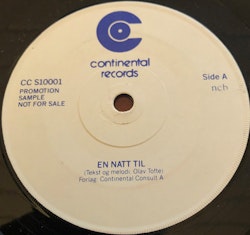 continental
records
CC S10001
PROMOTION
SAMPLE
NOT FOR SALE
Side A
ncb
EN NATT TIL
(Tekst og melodi: Olav Tofte)
Forlag: Continental Consult A